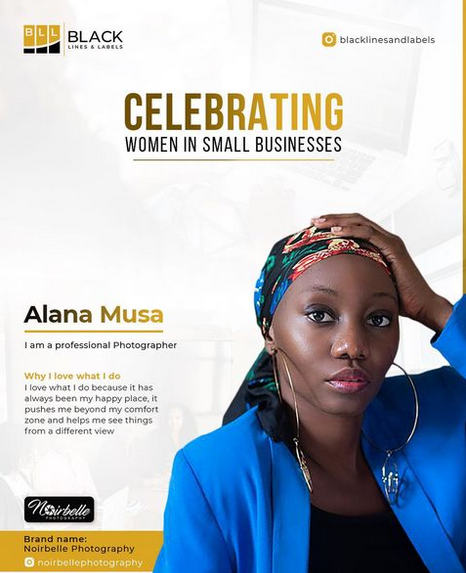 BLL
BLACK
LINES & LABELS
blacklinesandlabels
CELEBRATING
WOMEN IN SMALL BUSINESSES
Alana Musa
I am a professional Photographer
Why I love what I do
I love what I do because it has
always been my happy place, it
pushes me beyond my comfort
zone and helps me see things
from a different view
Noirbelle
PHOTOGRAPHY
Brand name:
Noirbelle Photography
noirbellephotography